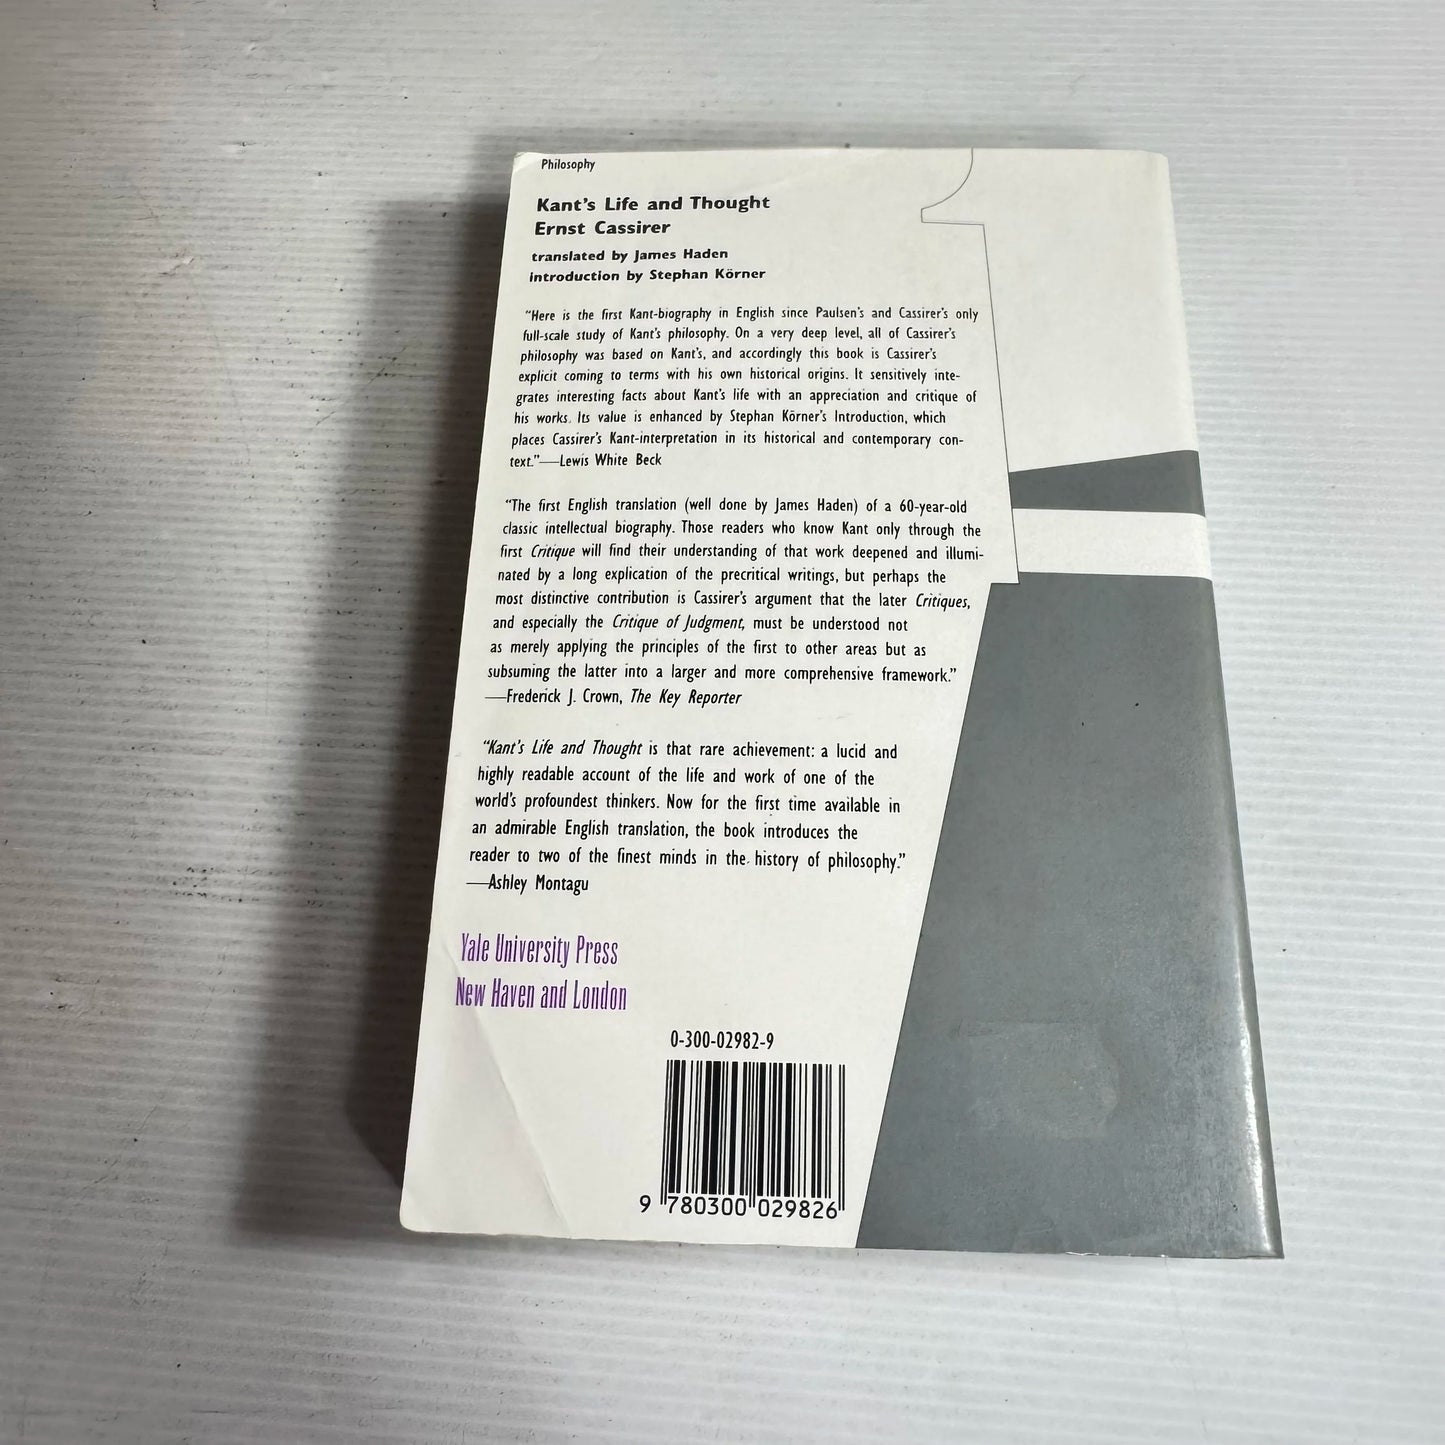 Philosophy
Kant's Life and Thought
Ernst Cassirer
translated by James Haden
introduction by Stephan Körner
"Here is the first Kant-biography in English since Paulsen's and Cassirer's only
full-scale study of Kant's philosophy. On a very deep level, all of Cassirer's
philosophy was based on Kant's, and accordingly this book is Cassirer's
explicit coming to terms with his own historical origins. It sensitively inte-
grates interesting facts about Kant's life with an appreciation and critique of
his works. Its value is enhanced by Stephan Körner's Introduction, which
places Cassirer's Kant-interpretation in its historical and contemporary con-
text."—Lewis White Beck
"The first English translation (well done by James Haden) of a 60-year-old
classic intellectual biography. Those readers who know Kant only through the
first Critique will find their understanding of that work deepened and illumi-
nated by a long explication of the precritical writings, but perhaps the
most distinctive contribution is Cassirer's argument that the later Critiques,
and especially the Critique of Judgment, must be understood not
as merely applying the principles of the first to other areas but as
subsuming the latter into a larger and more comprehensive framework."
—Frederick J. Crown, The Key Reporter
"Kant's Life and Thought is that rare achievement: a lucid and
highly readable account of the life and work of one of the
world's profoundest thinkers. Now for the first time available in
an admirable English translation, the book introduces the
reader to two of the finest minds in the history of philosophy."
—Ashley Montagu
Yale University Press
New Haven and London
0-300-02982-9
9 780300 029826